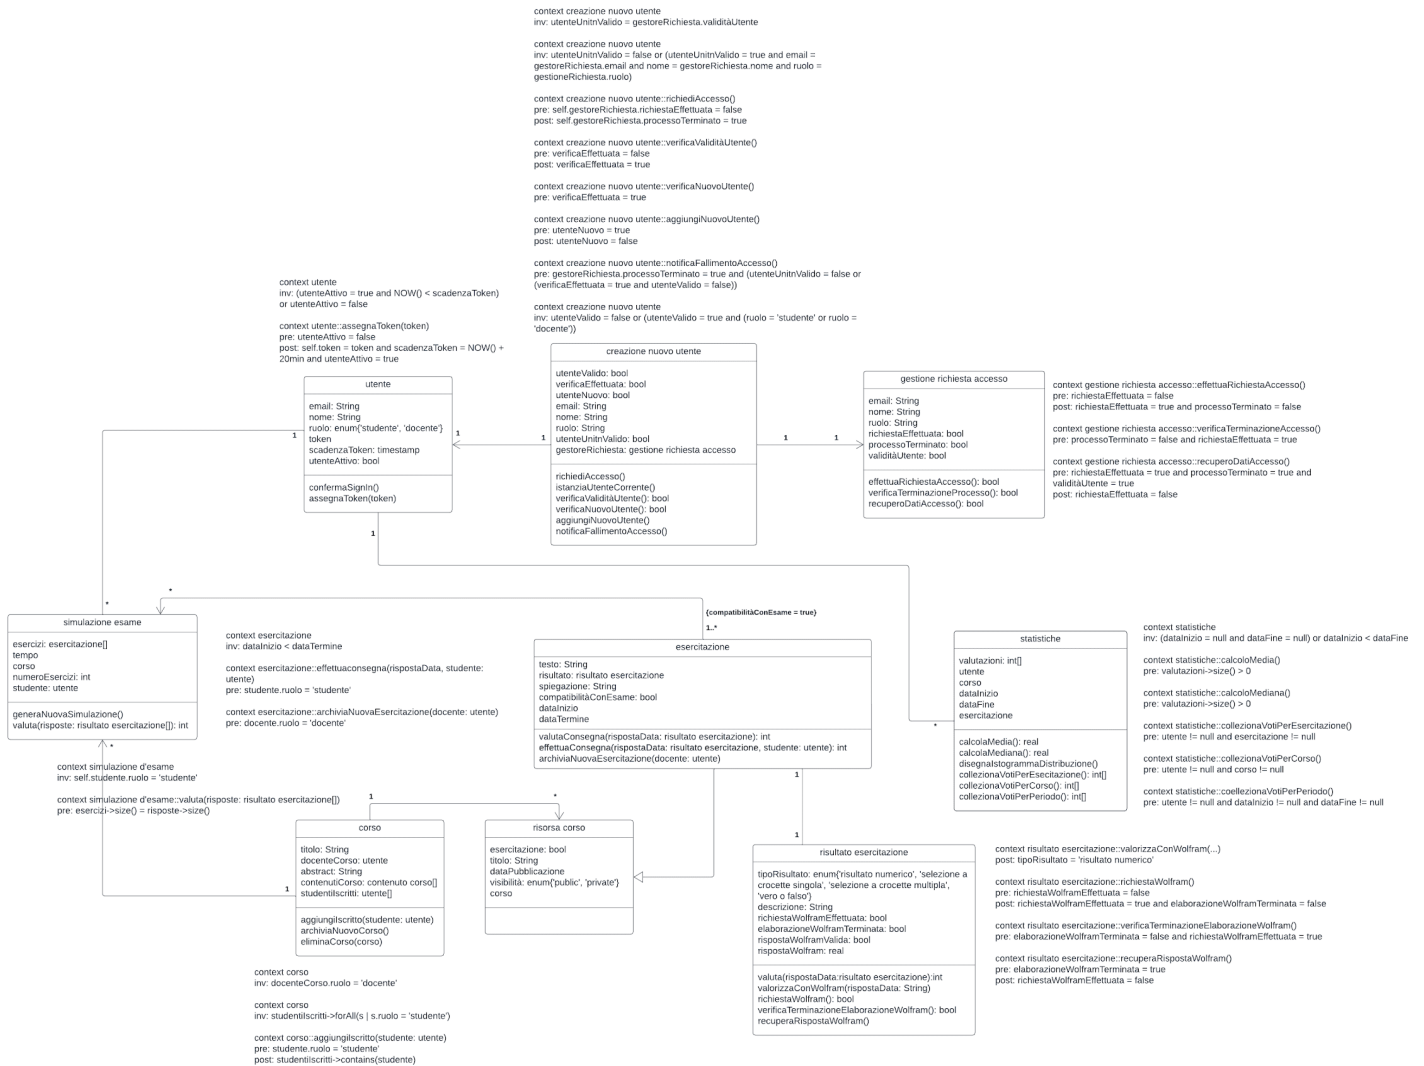 context creazione nuovo utente
inv: utenteUnitnValido = gestoreRichiesta.validitàUtente
context creazione nuovo utente
inv: utenteUnitnValido = false or (utenteUnitnValido = true and email =
gestoreRichiesta.email and nome = gestoreRichiesta.nome and ruolo =
gestioneRichiesta.ruolo)
context creazione nuovo utente::richiediAccesso()
pre: self.gestoreRichiesta.richiestaEffettuata = false
post: self.gestoreRichiesta.processoTerminato = true
context creazione nuovo utente::verificaValiditàUtente()
pre: verificaEffettuata = false
post: verificaEffettuata = true
context creazione nuovo utente::verificaNuovoUtente()
pre: verificaEffettuata = true
context creazione nuovo utente::aggiungiNuovoUtente()
pre: utenteNuovo = true
post: utenteNuovo = false
context creazione nuovo utente::notificaFallimentoAccesso()
pre: gestoreRichiesta.processoTerminato = true and (utenteUnitnValido = false or
(verificaEffettuata = true and utenteValido = false))
context creazione nuovo utente
inv: utenteValido = false or (utenteValido = true and (ruolo = 'studente' or ruolo =
'docente'))
context utente
inv: (utenteAttivo = true and NOW() < scadenzaToken)
or utenteAttivo = false
context utente::assegnaToken(token)
pre: utenteAttivo = false
post: self.token = token and scadenzaToken = NOW() +
20min and utenteAttivo = true
utente
email: String
nome: String
ruolo: enum{'studente', 'docente'}
token
scadenzaToken: timestamp
utenteAttivo: bool
confermaSignIn()
assegnaToken(token)
1
1
1
1
creazione nuovo utente
utenteValido: bool
verificaEffettuata: bool
utenteNuovo: bool
email: String
nome: String
ruolo: String
utenteUnitnValido: bool
gestoreRichiesta: gestione richiesta accesso
richiediAccesso()
istanziaUtenteCorrente()
verificaValiditàUtente(): bool
verificaNuovoUtente(): bool
aggiungiNuovoUtente()
notificaFallimentoAccesso()
1
1
gestione richiesta accesso
email: String
nome: String
ruolo: String
richiestaEffettuata: bool
processoTerminato: bool
validitàUtente: bool
effettuaRichiestaAccesso(): bool
verificaTerminazioneProcesso(): bool
recuperoDatiAccesso(): bool
context gestione richiesta accesso::effettuaRichiestaAccesso()
pre: richiestaEffettuata = false
post: richiestaEffettuata = true and processoTerminato = false
context gestione richiesta accesso::verificaTerminazioneAccesso()
pre: processoTerminato = false and richiestaEffettuata = true
context gestione richiesta accesso::recuperoDatiAccesso()
pre: richiestaEffettuata = true and processoTerminato = true and
validitàUtente = true
post: richiestaEffettuata = false
*
*
simulazione esame
esercizi: esercitazione[]
tempo
corso
numeroEsercizi: int
studente: utente
generaNuovaSimulazione()
valuta(risposte: risultato esercitazione[]): int
*
context simulazione d'esame
inv: self.studente.ruolo = 'studente'
context simulazione d'esame::valuta(risposte: risultato esercitazione[])
pre: esercizi->size() = risposte->size()
context esercitazione
inv: dataInizio < dataTermine
context esercitazione::effettuaconsegna(rispostaData, studente:
utente)
pre: studente.ruolo = 'studente'
context esercitazione::archiviaNuovaEsercitazione(docente: utente)
pre: docente.ruolo = 'docente'
{compatibilitàConEsame = true}
1..*
esercitazione
testo: String
risultato: risultato esercitazione
spiegazione: String
compatibilitàConEsame: bool
dataInizio
dataTermine
valutaConsegna(rispostaData: risultato esercitazione): int
effettuaConsegna(rispostaData: risultato esercitazione, studente: utente): int
archiviaNuovaEsercitazione(docente: utente)
1
1
*
statistiche
valutazioni: int[]
utente
corso
dataInizio
dataFine
esercitazione
calcolaMedia(): real
calcolaMediana(): real
disegnaIstogrammaDistribuzione()
collezionaVotiPerEsecitazione(): int[]
collezionaVotiPerCorso(): int[]
collezionaVotiPerPeriodo(): int[]
context statistiche
inv: (dataInizio = null and dataFine = null) or dataInizio < dataFine
context statistiche::calcoloMedia()
pre: valutazioni->size() > 0
context statistiche::calcoloMediana()
pre: valutazioni->size() > 0
context statistiche::collezionaVotiPerEsercitazione()
pre: utente != null and esercitazione != null
context statistiche::collezionaVotiPerCorso()
pre: utente != null and corso != null
context statistiche::coellezionaVotiPerPeriodo()
pre: utente != null and dataInizio != null and dataFine != null
1
*
1
corso
titolo: String
docenteCorso: utente
abstract: String
contenutiCorso: contenuto corso[]
studentiIscritti: utente[]
aggiungiIscritto(studente: utente)
archiviaNuovoCorso()
eliminaCorso(corso)
risorsa corso
esercitazione: bool
titolo: String
dataPubblicazione
visibilità: enum{'public', 'private'}
corso
risultato esercitazione
tipoRisultato: enum{'risultato numerico', 'selezione a
crocette singola', 'selezione a crocette multipla',
'vero o falso'}
descrizione: String
richiestaWolframEffettuata: bool
elaborazioneWolframTerminata: bool
rispostaWolframValida: bool
rispostaWolfram: real
valuta(rispostaData:risultato esercitazione):int
valorizzaConWolfram(rispostaData: String)
richiestaWolfram(): bool
verificaTerminazioneElaborazioneWolfram(): bool
recuperaRispostaWolfram()
context risultato esercitazione::valorizzaConWolfram(...)
post: tipoRisultato = 'risultato numerico'
context risultato esercitazione::richiestaWolfram()
pre: richiestaWolframEffettuata = false
post: richiestaWolframEffettuata = true and elaborazioneWolframTerminata = false
context risultato esercitazione::verificaTerminazioneElaborazioneWolfram()
pre: elaborazioneWolframTerminata = false and richiestaWolframEffettuata = true
context risultato esercitazione::recuperaRispostaWolfram()
pre: elaborazioneWolframTerminata = true
post: richiestaWolframEffettuata = false
context corso
inv: docenteCorso.ruolo = 'docente'
context corso
inv: studentiIscritti->forAll(s | s.ruolo = 'studente')
context corso::aggiungiIscritto(studente: utente)
pre: studente.ruolo = 'studente'
post: studentiIscritti->contains(studente)